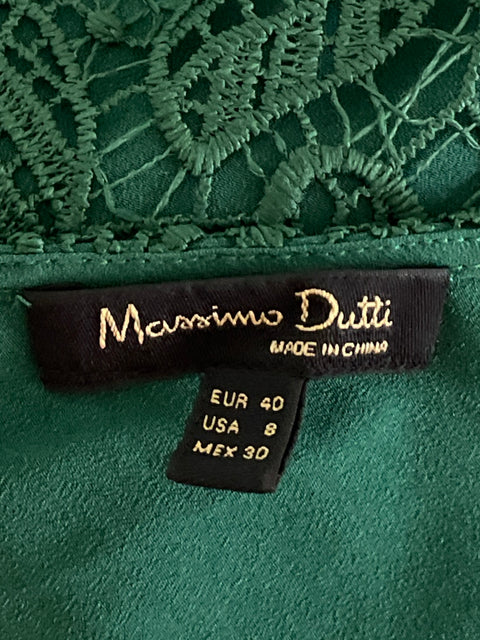 Massimo Dutti
MADE IN CHINA
EUR 40
USA 8
MEX 30